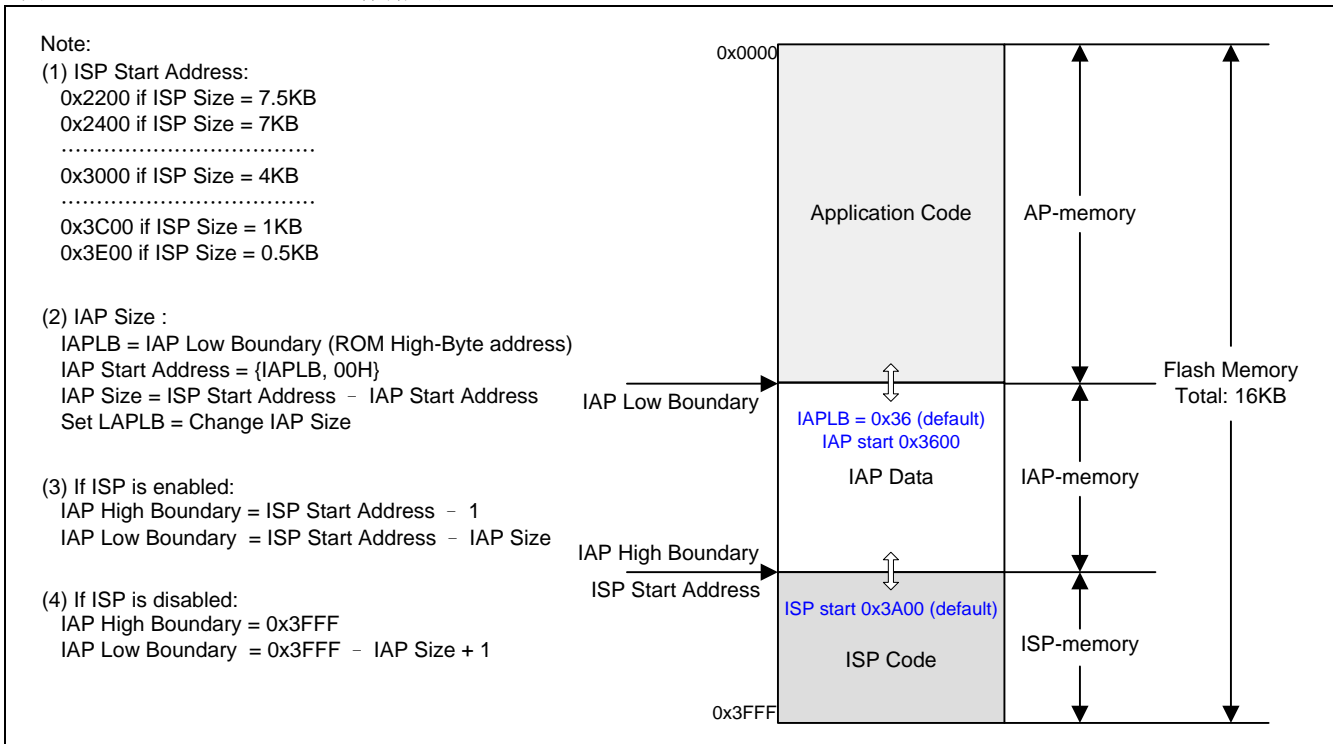 Note:
(1) ISP Start Address:
0x2200 if ISP Size = 7.5KB
0x2400 if ISP Size = 7KB
....................................
0x3000 if ISP Size = 4KB
....................................
0x3C00 if ISP Size = 1KB
0x3E00 if ISP Size = 0.5KB
(2) IAP Size :
IAPLB = IAP Low Boundary (ROM High-Byte address)
IAP Start Address = {IAPLB, 00H}
IAP Size = ISP Start Address – IAP Start Address
Set LAPLB = Change IAP Size
(3) If ISP is enabled:
IAP High Boundary = ISP Start Address – 1
IAP Low Boundary = ISP Start Address – IAP Size
(4) If ISP is disabled:
IAP High Boundary = 0x3FFF
IAP Low Boundary = 0x3FFF – IAP Size + 1
0x0000
Application Code
AP-memory
IAP Low Boundary
IAPLB = 0x36 (default)
IAP start 0x3600
IAP Data
IAP-memory
Flash Memory
Total: 16KB
IAP High Boundary
ISP Start Address
ISP start 0x3A00 (default)
ISP Code
ISP-memory
0x3FFF